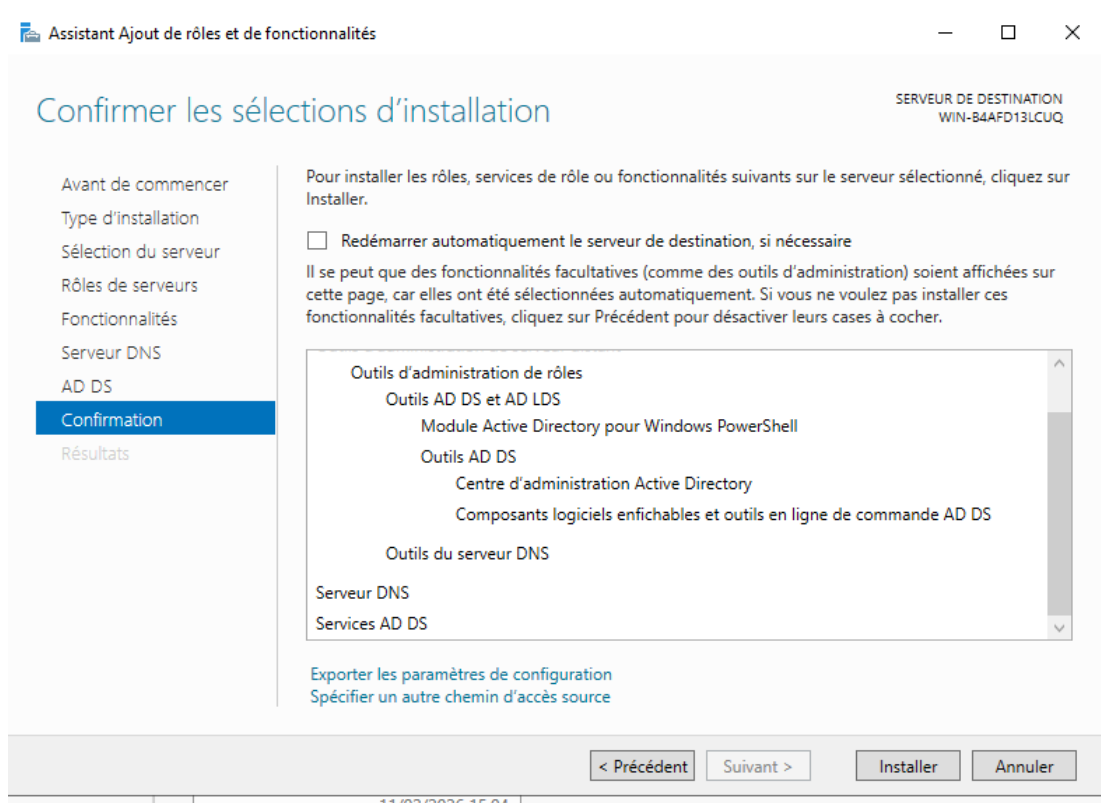 Assistant Ajout de rôles et de fonctionnalités
Confirmer les sélections d'installation
SERVEUR DE DESTINATION
WIN-B4AFD13LCUQ
Avant de commencer
Type d'installation
Sélection du serveur
Rôles de serveurs
Fonctionnalités
Serveur DNS
AD DS
Confirmation
Résultats
Pour installer les rôles, services de rôle ou fonctionnalités suivants sur le serveur sélectionné, cliquez sur
Installer.
Redémarrer automatiquement le serveur de destination, si nécessaire
Il se peut que des fonctionnalités facultatives (comme des outils d'administration) soient affichées sur
cette page, car elles ont été sélectionnées automatiquement. Si vous ne voulez pas installer ces
fonctionnalités facultatives, cliquez sur Précédent pour désactiver leurs cases à cocher.
Outils d'administration de rôles
Outils AD DS et AD LDS
Module Active Directory pour Windows PowerShell
Outils AD DS
Centre d'administration Active Directory
Composants logiciels enfichables et outils en ligne de commande AD DS
Outils du serveur DNS
Serveur DNS
Services AD DS
Exporter les paramètres de configuration
Spécifier un autre chemin d'accès source
< Précédent
Suivant >
Installer
Annuler